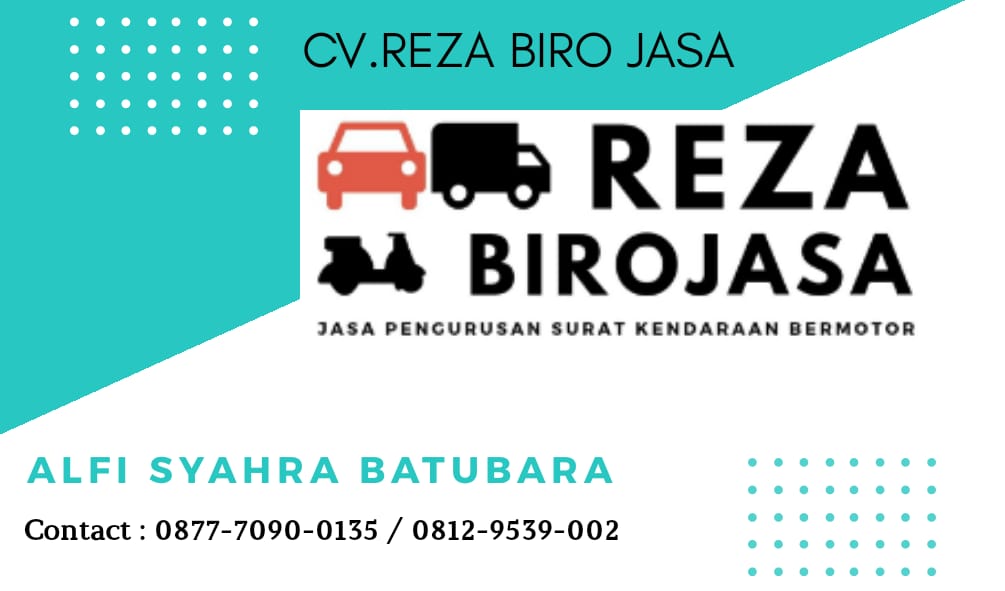 CV.REZA BIRO JASA
REZA
BIROJASA
JASA PENGURUSAN SURAT KENDARAAN BERMOTOR
ALFI SYAHRA BATUBARA
Contact : 0877-7090-0135 / 0812-9539-002